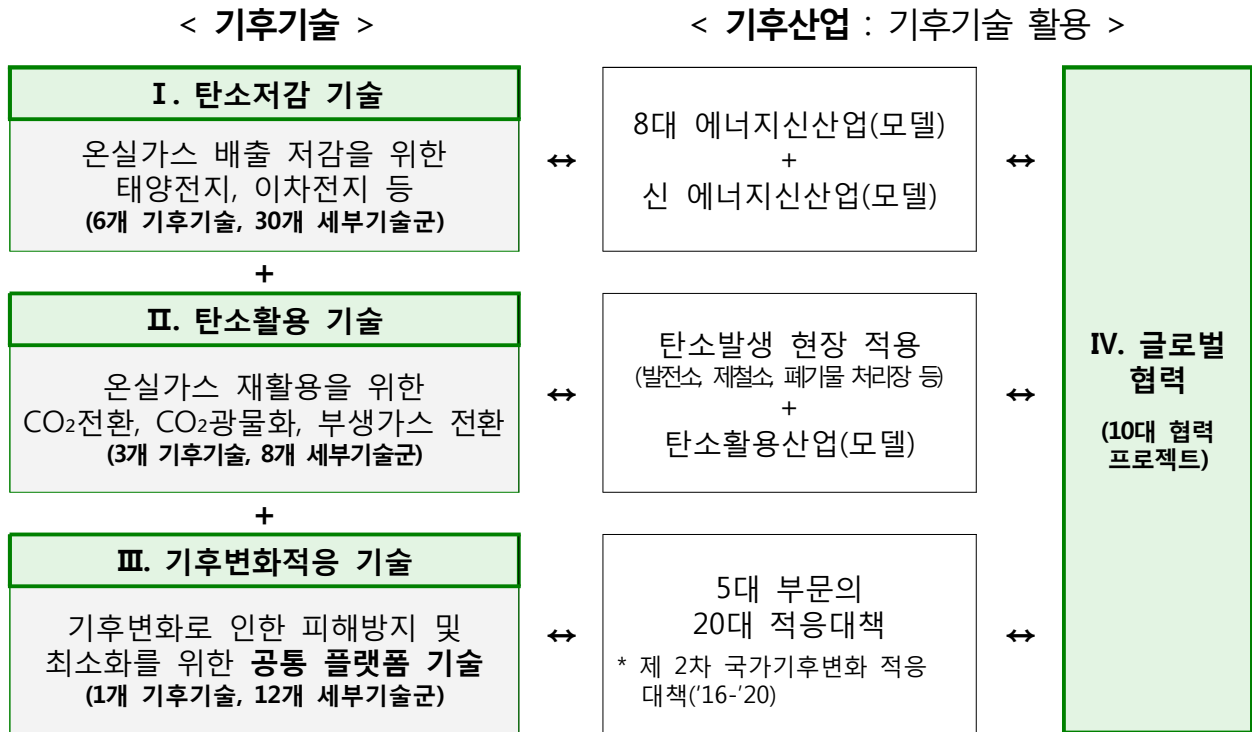 < 기후기술 >
< 기후산업 : 기후기술 활용 >
Ⅰ. 탄소저감 기술
온실가스 배출 저감을 위한
태양전지, 이차전지 등
(6개 기후기술, 30개 세부기술군)
↔
8대 에너지신산업(모델)
+
신 에너지신산업(모델)
↔
+
Ⅱ. 탄소활용 기술
온실가스 재활용을 위한
CO₂전환, CO₂광물화, 부생가스 전환
(3개 기후기술, 8개 세부기술군)
↔
탄소발생 현장 적용
(발전소, 제철소, 폐기물 처리장 등)
+
탄소활용산업(모델)
↔
+
Ⅲ. 기후변화적응 기술
기후변화로 인한 피해방지 및
최소화를 위한 공통 플랫폼 기술
(1개 기후기술, 12개 세부기술군)
↔
5대 부문의
20대 적응대책
* 제 2차 국가기후변화 적응
대책('16-'20)
↔
Ⅳ. 글로벌
협력
(10대 협력
프로젝트)